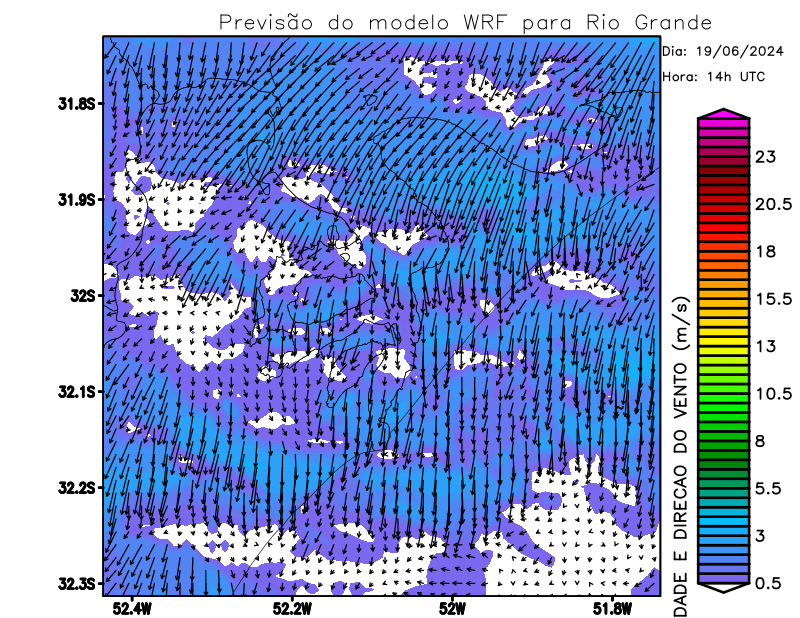 Previsão do modelo WRF para Rio Grande
Dia: 19/06/2024
Hora: 14h UTC
31.8S
31.9S
32S
32.1S
32.2S
32.3S
52.4W
52.2W
52W
51.8W
DADE E DIRECAO DO VENTO (m/s)
23
20.5
18
15.5
13
10.5
8
5.5
3
0.5